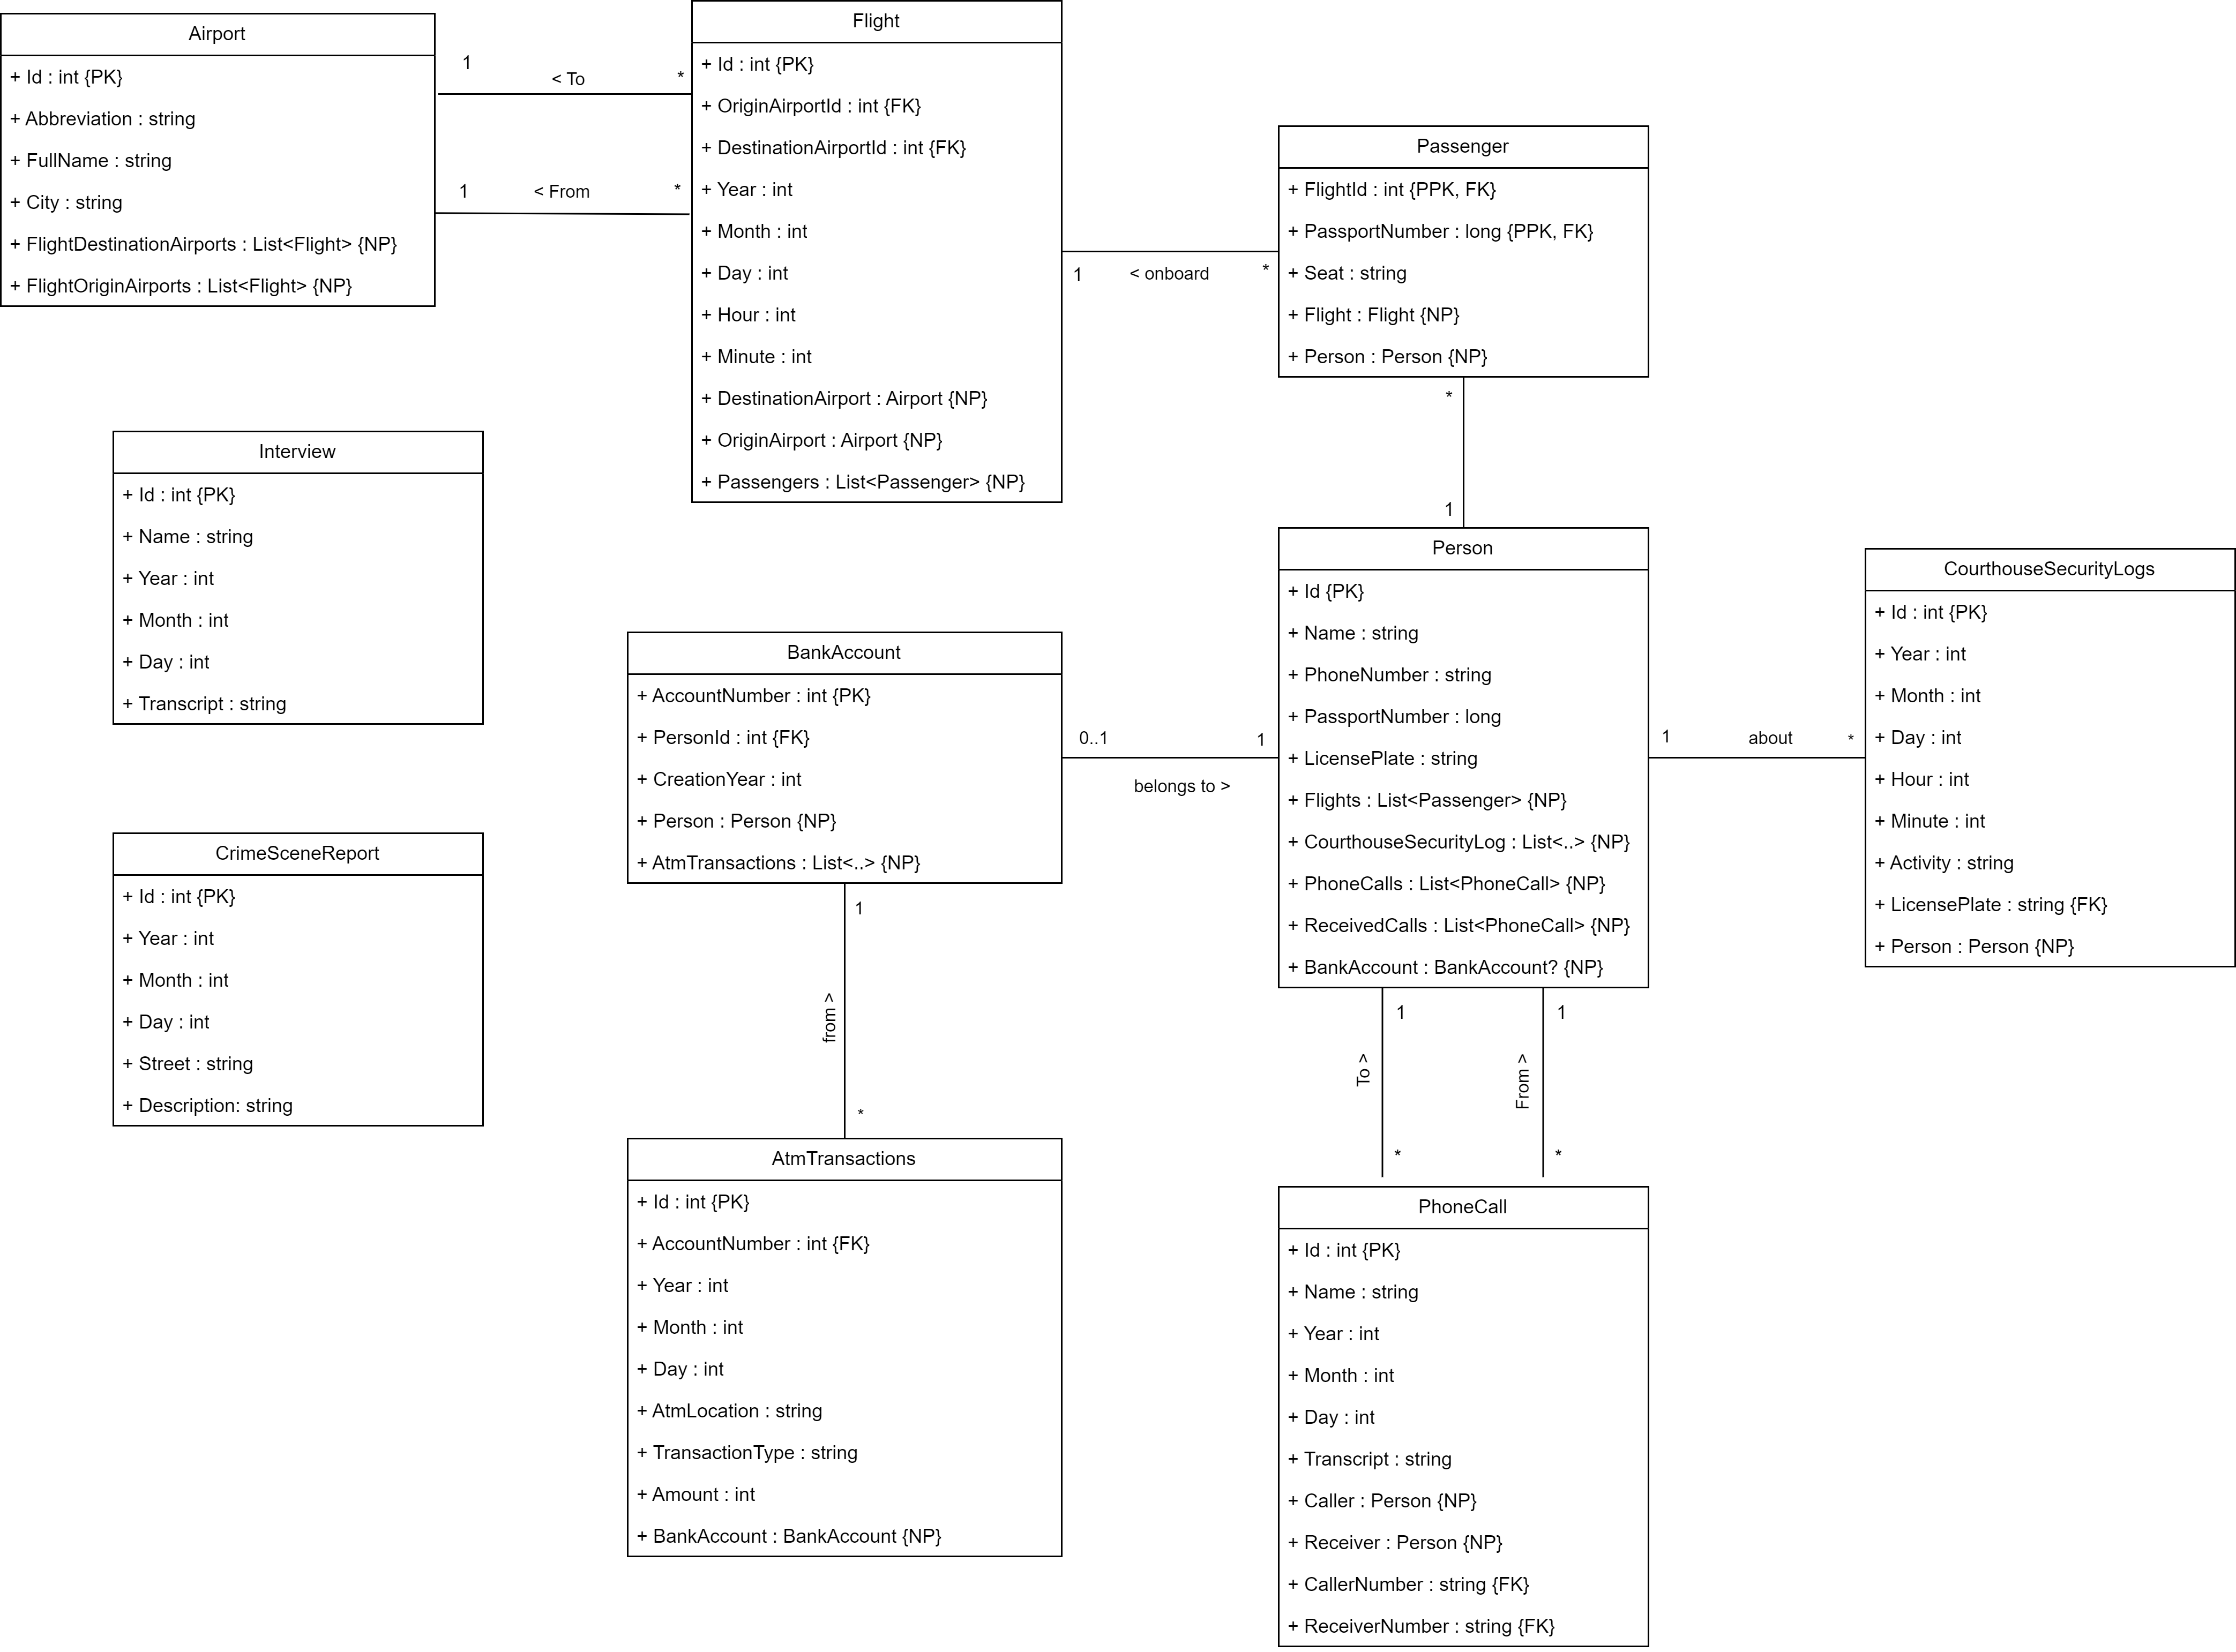 Airport
+ Id : int {PK}
+ Abbreviation : string
+ FullName : string
+ City : string
+ FlightDestinationAirports : List<Flight> {NP}
+ FlightOriginAirports : List<Flight> {NP}
1
< To
*
1
< From
*
Flight
+ Id : int {PK}
+ OriginAirportId : int {FK}
+ DestinationAirportId : int {FK}
+ Year : int
+ Month : int
+ Day : int
+ Hour : int
+ Minute : int
+ DestinationAirport : Airport {NP}
+ OriginAirport : Airport {NP}
+ Passengers : List<Passenger> {NP}
1
< onboard
*
Passenger
+ FlightId : int {PPK, FK}
+ PassportNumber : long {PPK, FK}
+ Seat : string
+ Flight : Flight {NP}
+ Person : Person {NP}
*
1
Interview
+ Id : int {PK}
+ Name : string
+ Year : int
+ Month : int
+ Day : int
+ Transcript : string
CrimeSceneReport
+ Id : int {PK}
+ Year : int
+ Month : int
+ Day : int
+ Street : string
+ Description: string
BankAccount
+ AccountNumber : int {PK}
+ PersonId : int {FK}
+ CreationYear : int
+ Person : Person {NP}
+ AtmTransactions : List<..> {NP}
0..1
1
belongs to >
Person
+ Id {PK}
+ Name : string
+ PhoneNumber : string
+ PassportNumber : long
+ LicensePlate : string
+ Flights : List<Passenger> {NP}
+ CourthouseSecurityLog : List<..> {NP}
+ PhoneCalls : List<PhoneCall> {NP}
+ ReceivedCalls : List<PhoneCall> {NP}
+ BankAccount : BankAccount? {NP}
1
about
*
CourthouseSecurityLogs
+ Id : int {PK}
+ Year : int
+ Month : int
+ Day : int
+ Hour : int
+ Minute : int
+ Activity : string
+ LicensePlate : string {FK}
+ Person : Person {NP}
1
from >
*
AtmTransactions
+ Id : int {PK}
+ AccountNumber : int {FK}
+ Year : int
+ Month : int
+ Day : int
+ AtmLocation : string
+ TransactionType : string
+ Amount : int
+ BankAccount : BankAccount {NP}
1
To >
*
1
From >
*
PhoneCall
+ Id : int {PK}
+ Name : string
+ Year : int
+ Month : int
+ Day : int
+ Transcript : string
+ Caller : Person {NP}
+ Receiver : Person {NP}
+ CallerNumber : string {FK}
+ ReceiverNumber : string {FK}